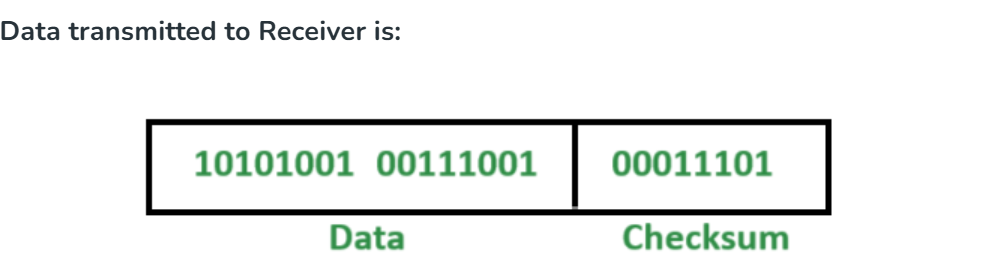 Data transmitted to Receiver is:
10101001 00111001 00011101
Data Checksum